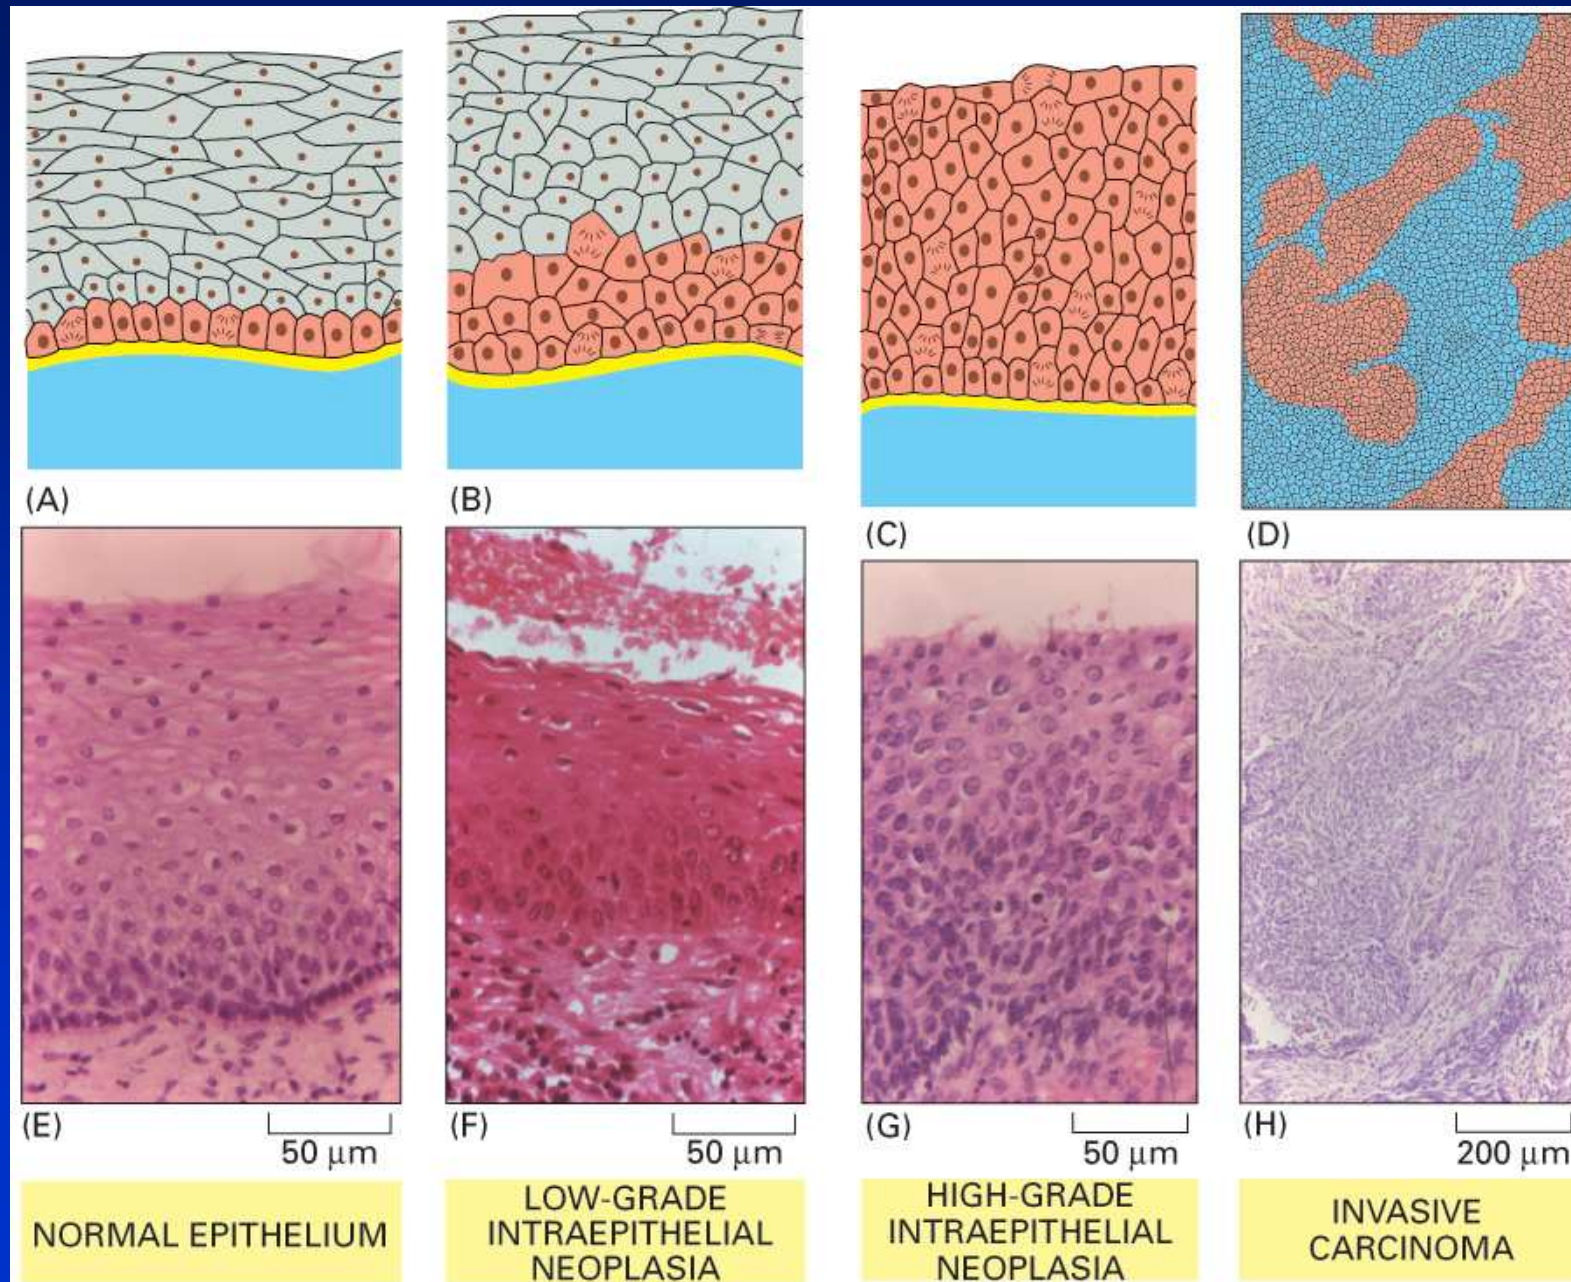 (A)
(B)
(C)
(D)
(E)
50 μm
(F)
50 μm
(G)
50 μm
(H)
200 μm
NORMAL EPITHELIUM
LOW-GRADE
INTRAEPITHELIAL
NEOPLASIA
HIGH-GRADE
INTRAEPITHELIAL
NEOPLASIA
INVASIVE
CARCINOMA